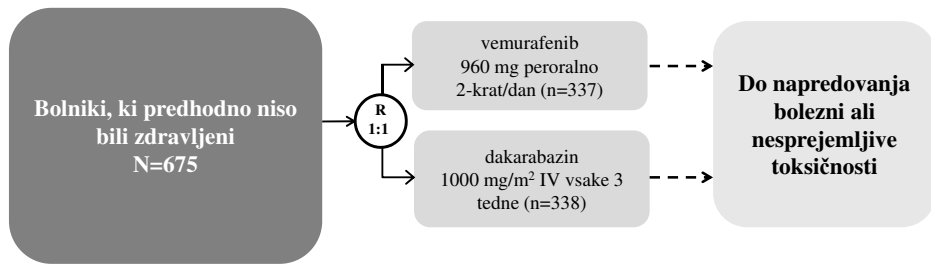 Bolniki, ki predhodno niso
bili zdravljeni
N=675
R
1:1
vemurafenib
960 mg peroralno
2-krat/dan (n=337)
dakarabazin
1000 mg/m² IV vsake 3
tedne (n=338)
Do napredovanja
bolezni ali
nesprejemljive
toksičnosti